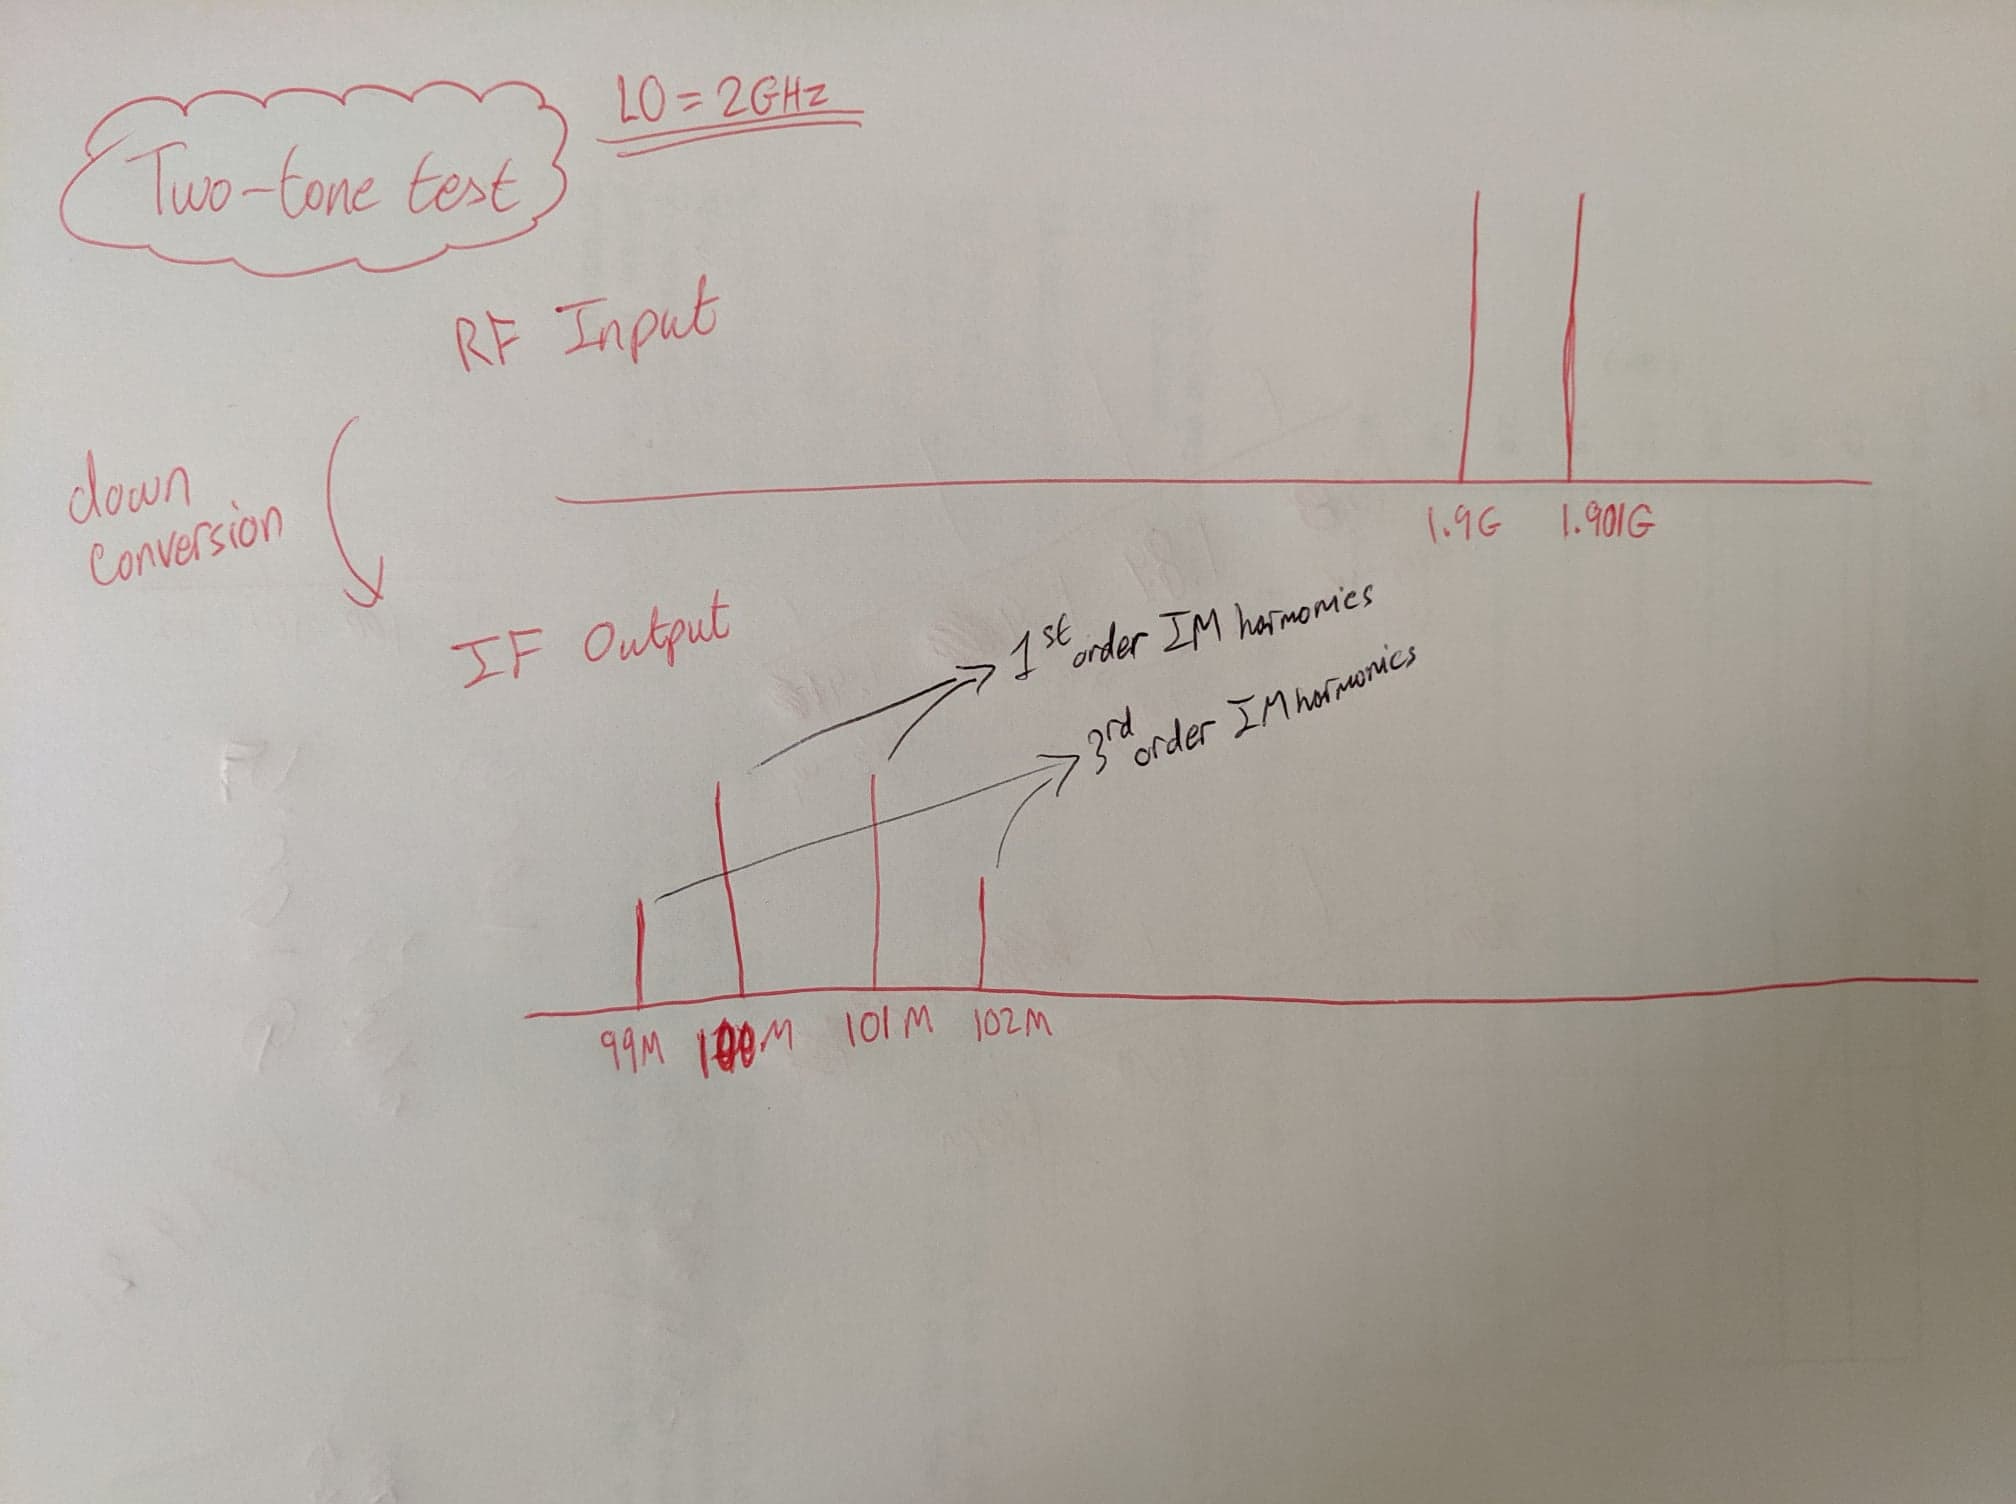 Two-tone test
LO = 2GHz
RF Input
1.9G 1.901G
down
Conversion
IF Output
1st order IM harmonics
3rd order IM harmonics
99M 100M 101M 102M